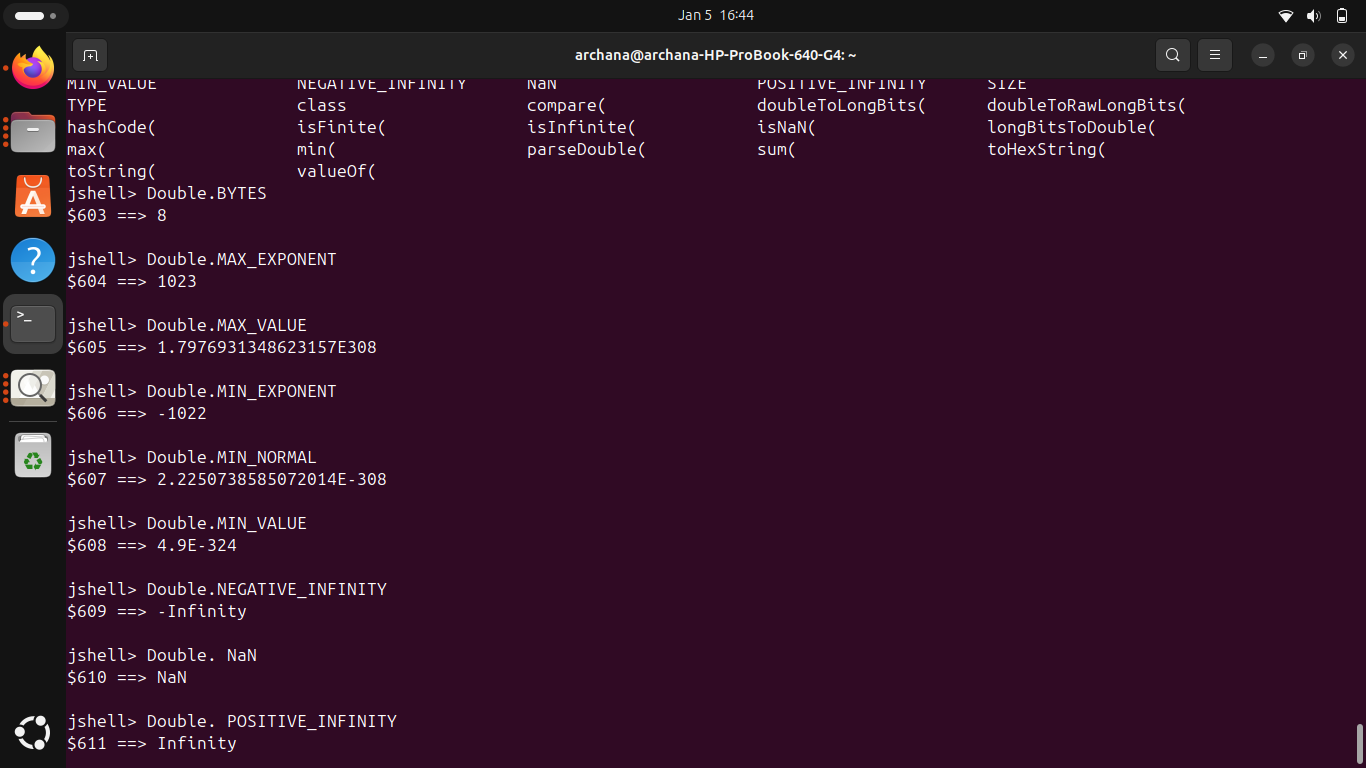 Jan 5 16:44
archana@archana-HP-ProBook-640-G4: ~
MIN_VALUE NEGATIVE_INFINITY NaN POSITIVE_INFINITY SIZE
TYPE class compare( doubleToLongBits( doubleToRawLongBits(
hashCode( isFinite( isInfinite( isNaN( longBitsToDouble(
max( min( parseDouble( sum( toHexString(
toString( valueOf(
jshell> Double.BYTES
$603 ==> 8
jshell> Double.MAX_EXPONENT
$604 ==> 1023
jshell> Double.MAX_VALUE
$605 ==> 1.7976931348623157E308
jshell> Double.MIN_EXPONENT
$606 ==> -1022
jshell> Double.MIN_NORMAL
$607 ==> 2.2250738585072014E-308
jshell> Double.MIN_VALUE
$608 ==> 4.9E-324
jshell> Double.NEGATIVE_INFINITY
$609 ==> -Infinity
jshell> Double. NaN
$610 ==> NaN
jshell> Double. POSITIVE_INFINITY
$611 ==> Infinity